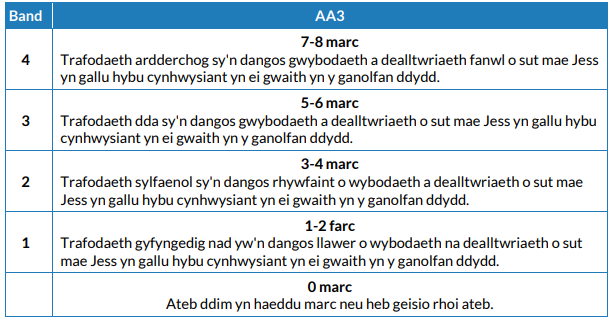 Band AA3
7-8 marc
4 Trafodaeth ardderchog sy'n dangos gwybodaeth a dealltwriaeth fanwl o sut mae Jess
yn gallu hybu cynhwysiant yn ei gwaith yn y ganolfan ddydd.
5-6 marc
3 Trafodaeth dda sy'n dangos gwybodaeth a dealltwriaeth o sut mae Jess yn gallu hybu
cynhwysiant yn ei gwaith yn y ganolfan ddydd.
3-4 marc
2 Trafodaeth sylfaenol sy'n dangos rhywfaint o wybodaeth a dealltwriaeth o sut mae
Jess yn gallu hybu cynhwysiant yn ei gwaith yn y ganolfan ddydd.
1-2 farc
1 Trafodaeth gyfyngedig nad yw'n dangos llawer o wybodaeth na dealltwriaeth o sut
mae Jess yn gallu hybu cynhwysiant yn ei gwaith yn y ganolfan ddydd.
0 marc
Ateb ddim yn haeddu marc neu heb geisio rhoi ateb.